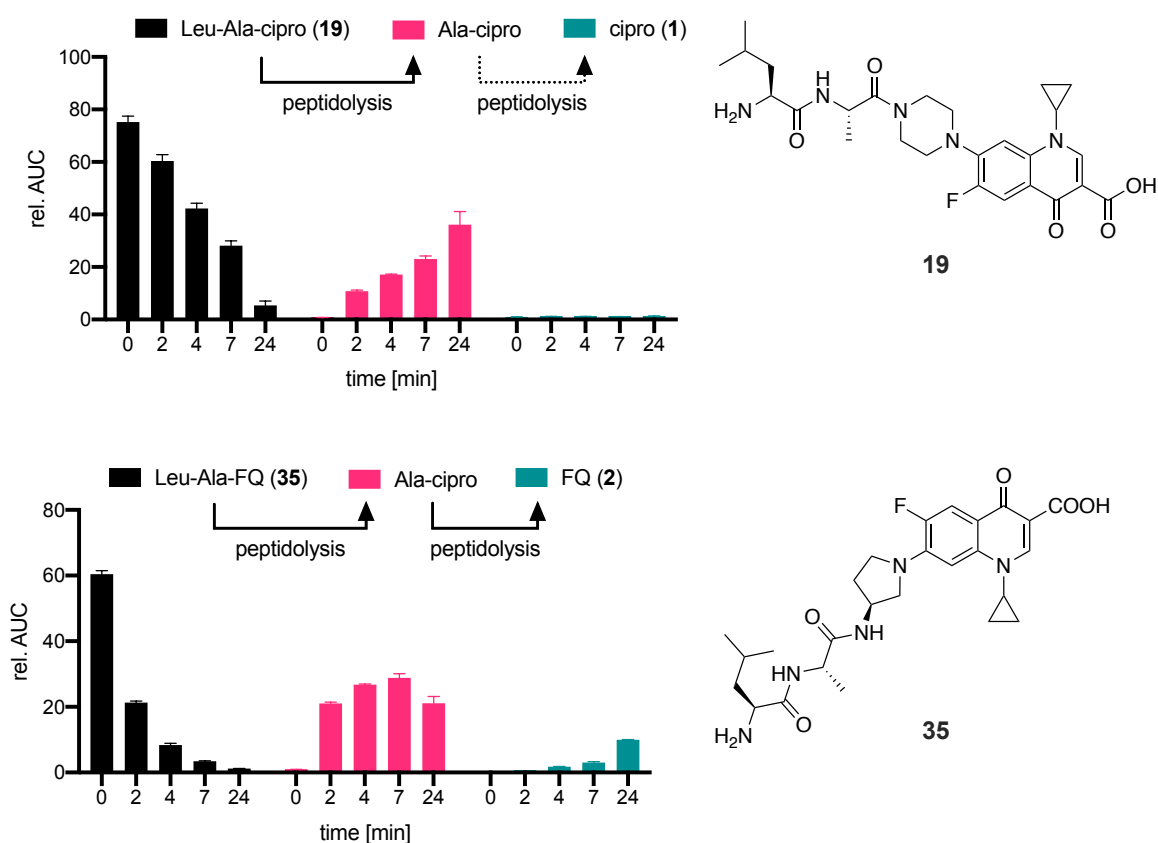 Leu-Ala-cipro (19) Ala-cipro cipro (1)
peptidolysis peptidolysis
100
80
60
40
20
0
rel. AUC
0 2 4 7 24 0 2 4 7 24 0 2 4 7 24
time [min]
H2N
O
H
N
O
N
N
F
N
O
O
OH
19
Leu-Ala-FQ (35) Ala-cipro FQ (2)
peptidolysis peptidolysis
80
60
40
20
0
rel. AUC
0 2 4 7 24 0 2 4 7 24 0 2 4 7 24
time [min]
O
F
COOH
N
N
O
NH
HN
O
H2N
35